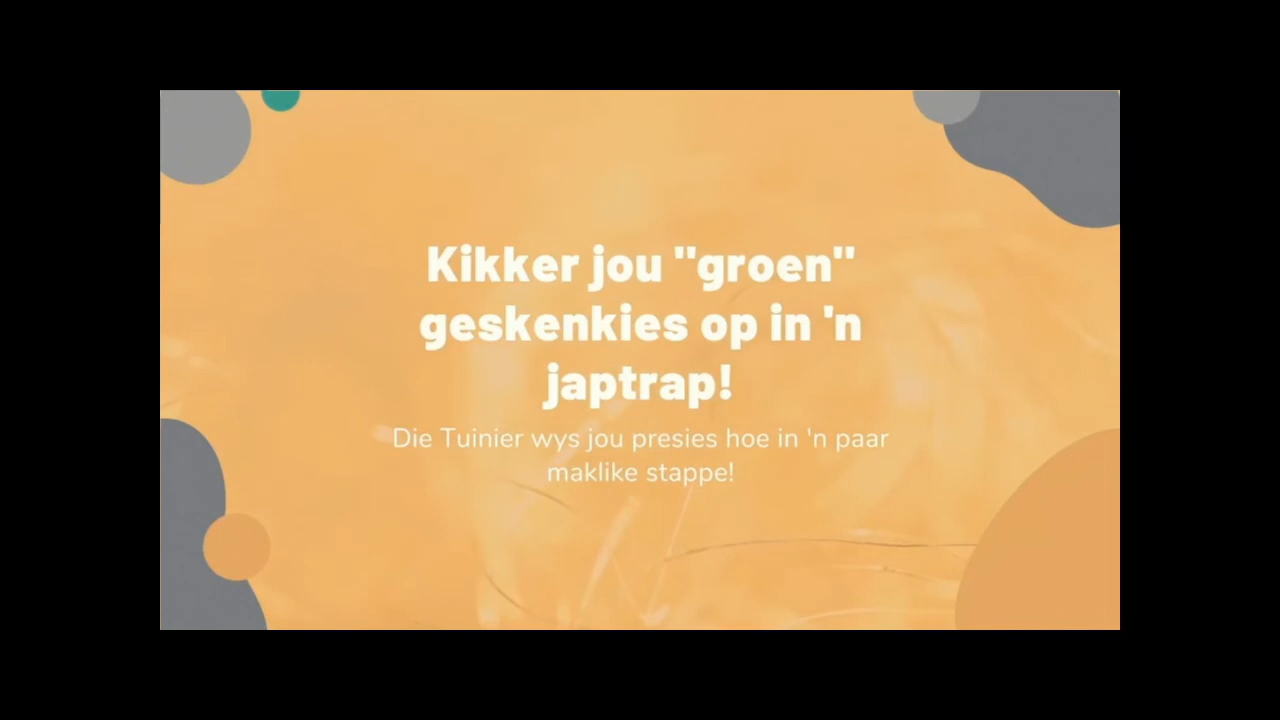 Kikker jou "groen"
geskenkies op in 'n
japtrap!
Die Tuinier wys jou presies hoe in 'n paar
maklike stappe!